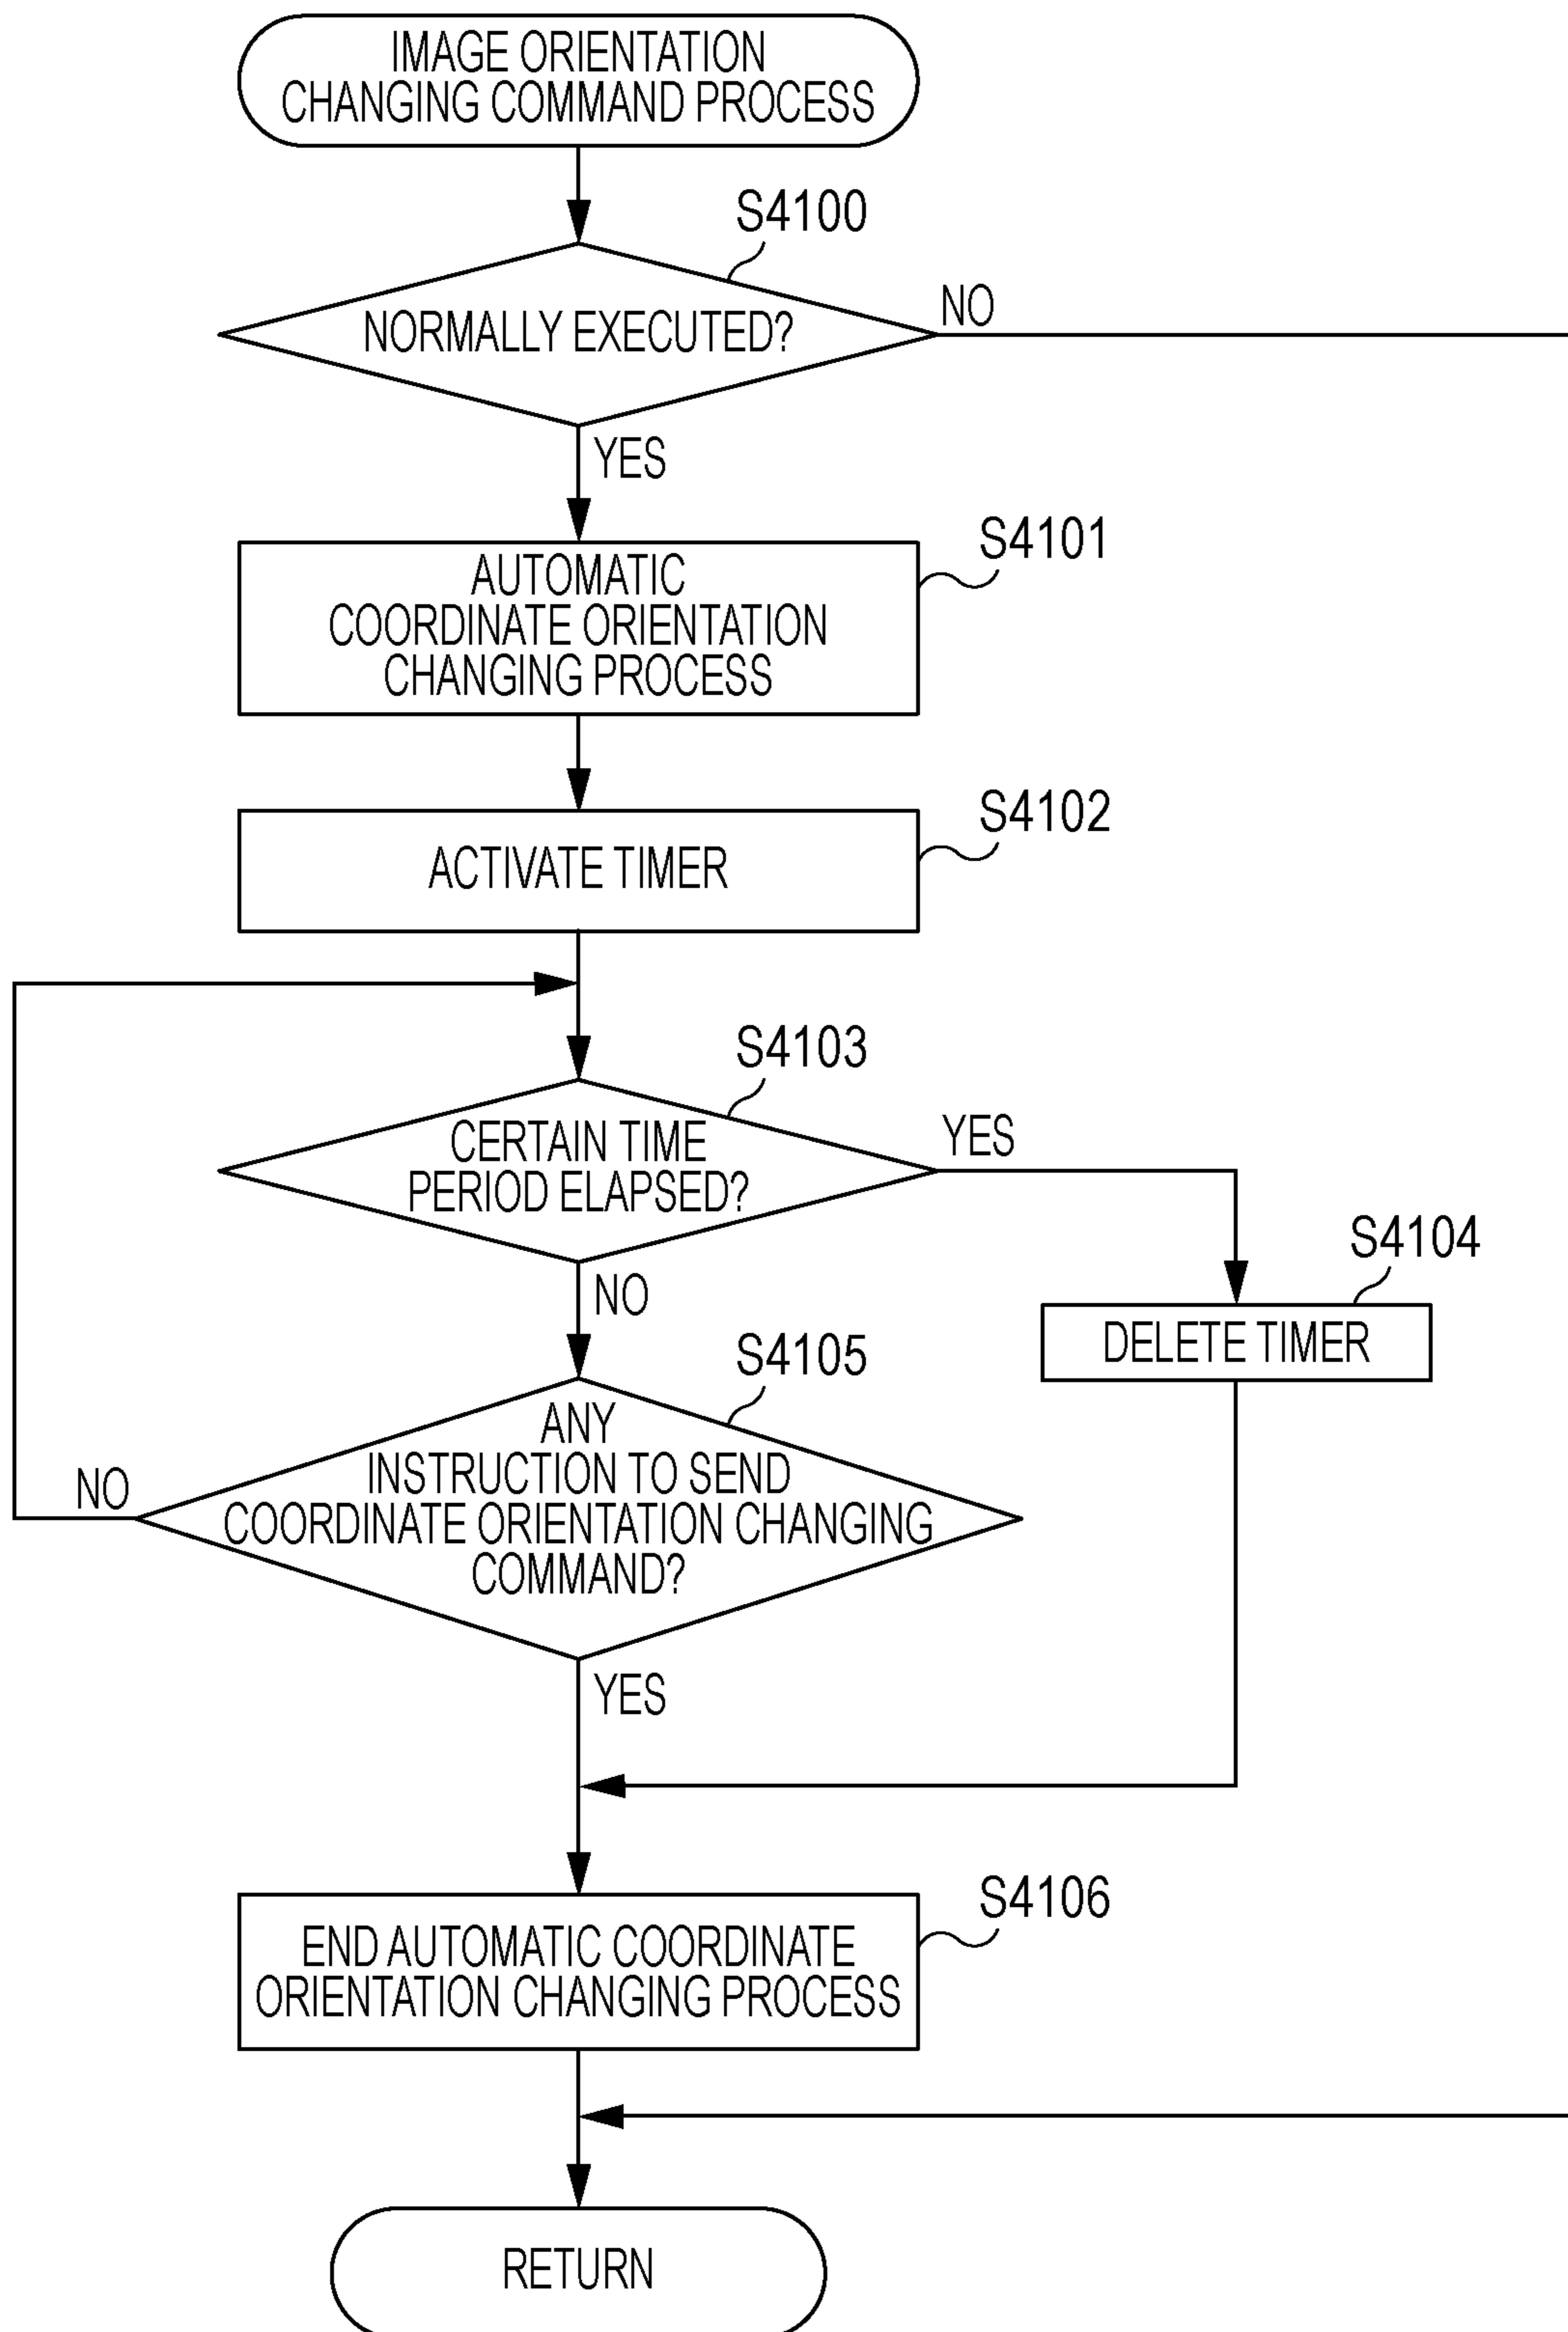 IMAGE ORIENTATION
CHANGING COMMAND PROCESS
S4100
NORMALLY EXECUTED?
NO
YES
S4101
AUTOMATIC
COORDINATE ORIENTATION
CHANGING PROCESS
S4102
ACTIVATE TIMER
S4103
CERTAIN TIME
PERIOD ELAPSED?
YES
S4104
DELETE TIMER
NO
S4105
ANY
INSTRUCTION TO SEND
COORDINATE ORIENTATION CHANGING
COMMAND?
NO
YES
S4106
END AUTOMATIC COORDINATE
ORIENTATION CHANGING PROCESS
RETURN